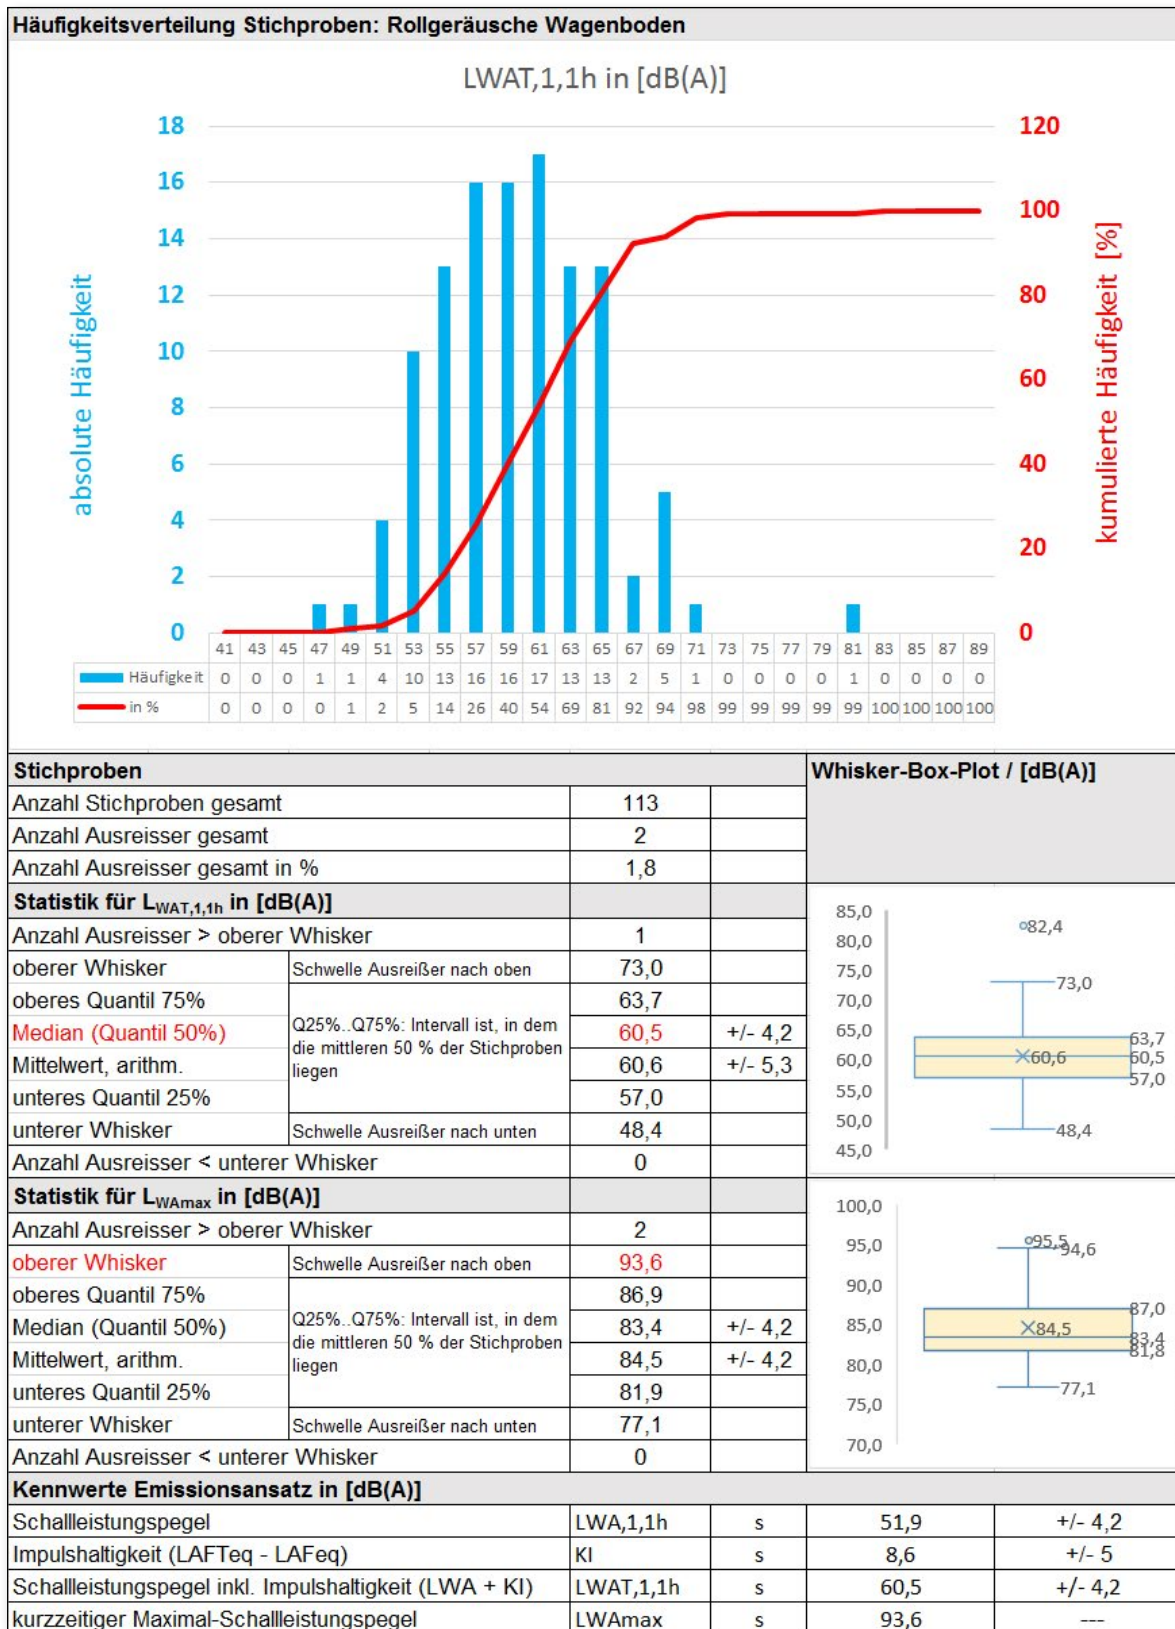 Häufigkeitsverteilung Stichproben: Rollgeräusche Wagenboden
LWAT,1,1h in [dB(A)]
absolute Häufigkeit
18
16
14
12
10
8
6
4
2
0
120
100
80
60
40
20
0
kumulierte Häufigkeit [%]
41 43 45 47 49 51 53 55 57 59 61 63 65 67 69 71 73 75 77 79 81 83 85 87 89
Häufigkeit 0 0 0 1 1 4 10 13 16 16 17 13 13 2 5 1 0 0 0 0 1 0 0 0 0
in % 0 0 0 0 1 2 5 14 26 40 54 69 81 92 94 98 99 99 99 99 99 100 100 100 100
Stichproben
Anzahl Stichproben gesamt 113
Anzahl Ausreisser gesamt 2
Anzahl Ausreisser gesamt in % 1,8
Whisker-Box-Plot / [dB(A)]
Statistik für LWAT,1,1h in [dB(A)]
Anzahl Ausreisser > oberer Whisker 1
oberer Whisker Schwelle Ausreißer nach oben 73,0
oberes Quantil 75% 63,7
Median (Quantil 50%) 60,5 +/- 4,2
Mittelwert, arithm. 60,6 +/- 5,3
unteres Quantil 25% 57,0
Q25%..Q75%: Intervall ist, in dem
die mittleren 50 % der Stichproben
liegen
unterer Whisker Schwelle Ausreißer nach unten 48,4
Anzahl Ausreisser < unterer Whisker 0
85,0
80,0
75,0
70,0
65,0
60,0
55,0
50,0
45,0
82,4
73,0
63,7
60,5
60,6
57,0
48,4
Statistik für LWAmax in [dB(A)]
Anzahl Ausreisser > oberer Whisker 2
oberer Whisker Schwelle Ausreißer nach oben 93,6
oberes Quantil 75% 86,9
Median (Quantil 50%) 83,4 +/- 4,2
Mittelwert, arithm. 84,5 +/- 4,2
unteres Quantil 25% 81,9
Q25%..Q75%: Intervall ist, in dem
die mittleren 50 % der Stichproben
liegen
unterer Whisker Schwelle Ausreißer nach unten 77,1
Anzahl Ausreisser < unterer Whisker 0
100,0
95,0
90,0
85,0
80,0
75,0
70,0
95,5
94,6
87,0
84,5
83,4
81,8
77,1
Kennwerte Emissionsansatz in [dB(A)]
Schallleistungspegel LWA,1,1h s 51,9 +/- 4,2
Impulshaltigkeit (LAFTeq - LAFeq) KI s 8,6 +/- 5
Schallleistungspegel inkl. Impulshaltigkeit (LWA + KI) LWAT,1,1h s 60,5 +/- 4,2
kurzzeitiger Maximal-Schallleistungspegel LWAmax s 93,6 ---